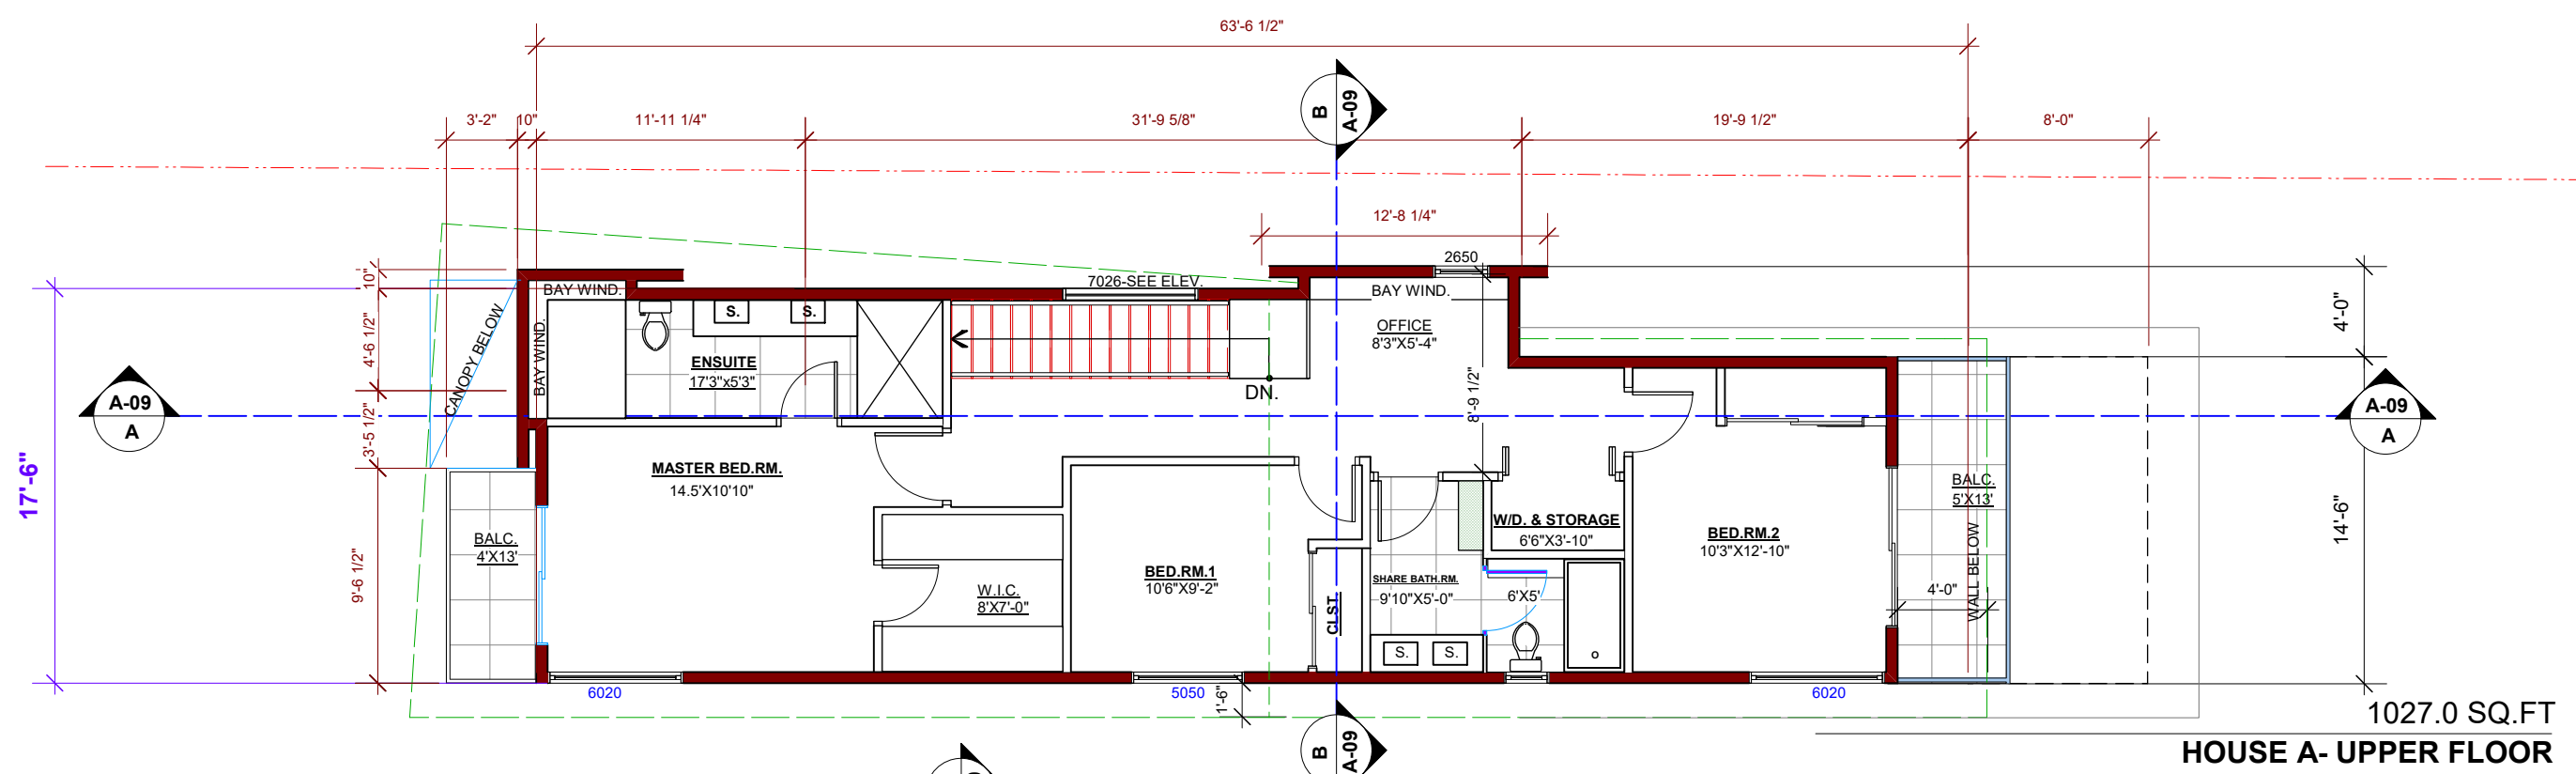 63'-6 1/2"
3'-2"
10"
11'-11 1/4"
31'-9 5/8"
B
A-09
19'-9 1/2"
8'-0"
12'-8 1/4"
2650
10"
BAY WIND.
7026-SEE ELEV.
BAY WIND.
4'-0"
4'-6 1/2"
CANOPY BELOW
BAY WIND.
S.
S.
OFFICE
8'3"X5'-4"
ENSUITE
17'3"x5'3"
DN.
8'-9 1/2"
A-09
A
A-09
A
3'-5 1/2"
17'-6"
MASTER BED.RM.
14.5'X10'10"
BALC.
4'X13'
9'-6 1/2"
W.I.C.
8'X7'-0"
BED.RM.1
10'6"X9'-2"
CLST.
SHARE BATH.RM.
9'10"X5'-0"
6'X5'
S.
S.
W/D. & STORAGE
6'6"X3'-10"
BED.RM.2
10'3"X12'-10"
BALC.
5'X13'
WALL BELOW
4'-0"
14'-6"
6020
5050
1'-6"
6020
B
A-09
1027.0 SQ.FT
HOUSE A- UPPER FLOOR